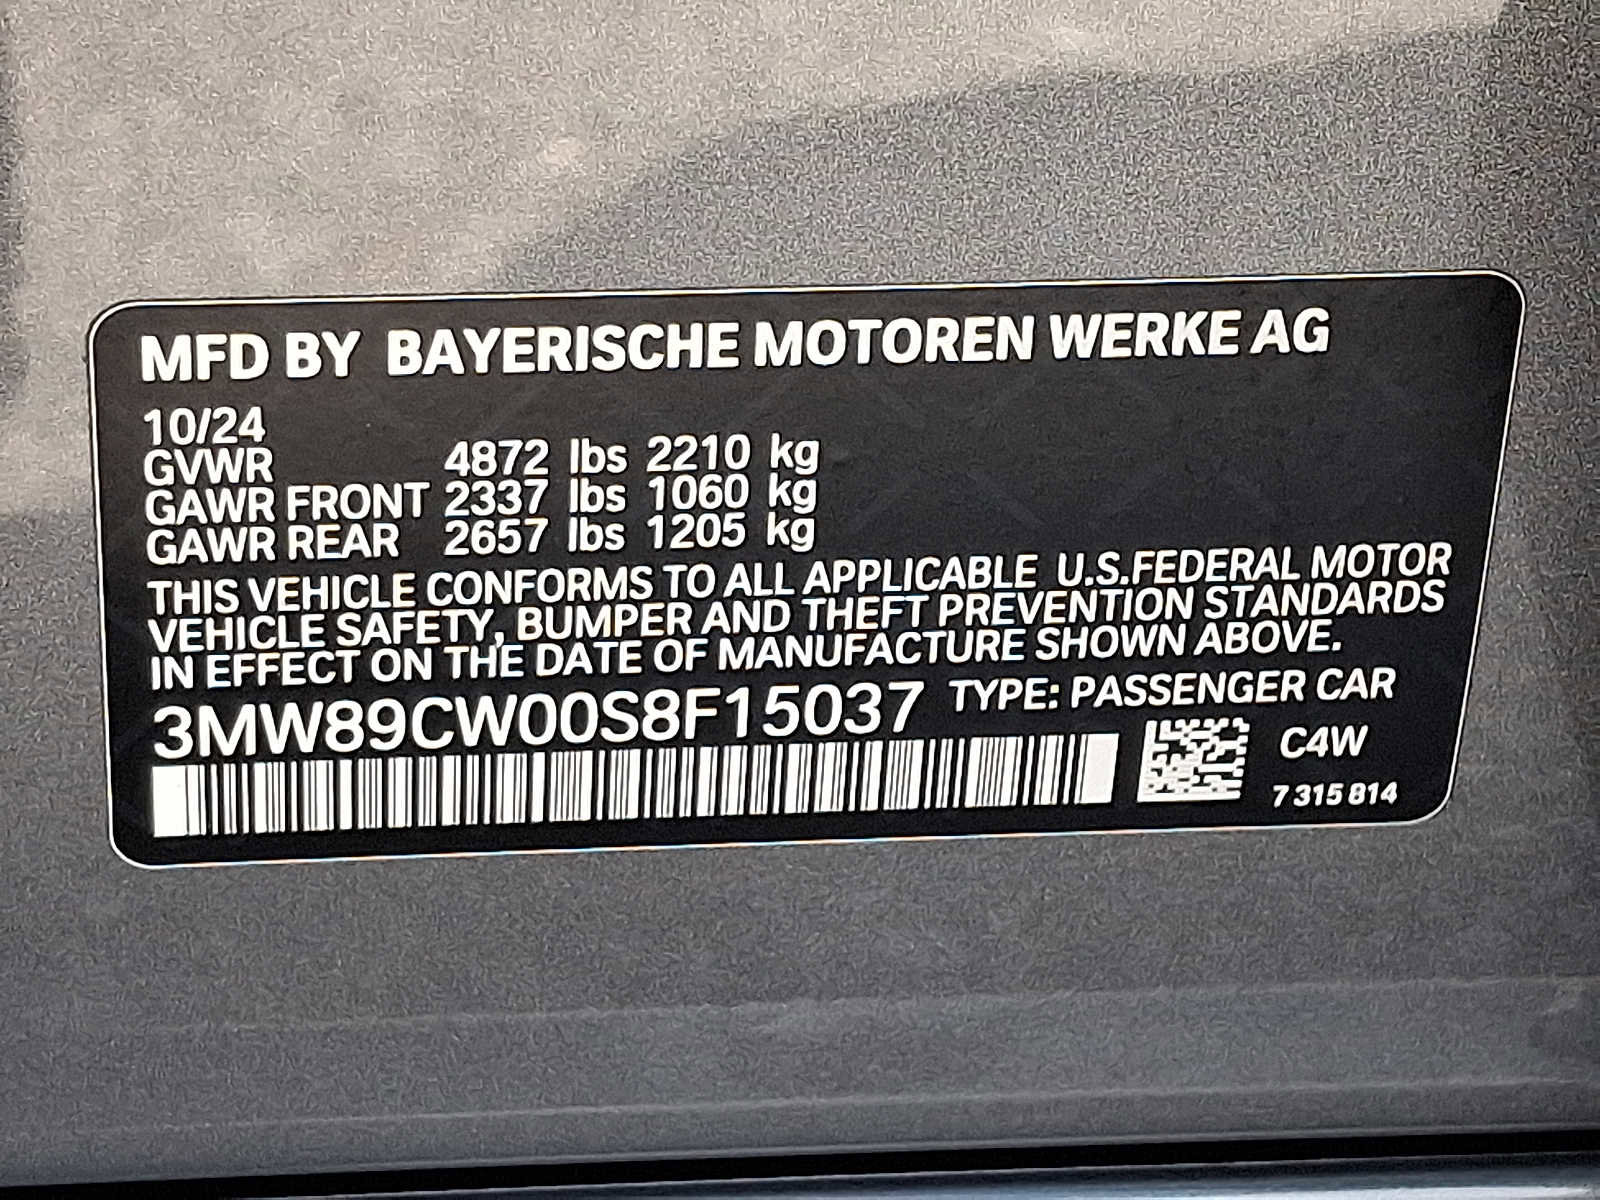 MFD BY BAYERISCHE MOTOREN WERKE AG
10/24
GVWR 4872 lbs 2210 kg
GAWR FRONT 2337 lbs 1060 kg
GAWR REAR 2657 lbs 1205 kg
THIS VEHICLE CONFORMS TO ALL APPLICABLE U.S.FEDERAL MOTOR
VEHICLE SAFETY, BUMPER AND THEFT PREVENTION STANDARDS
IN EFFECT ON THE DATE OF MANUFACTURE SHOWN ABOVE.
3MW89CW00S8F15037 TYPE: PASSENGER CAR
C4W
7 315 814